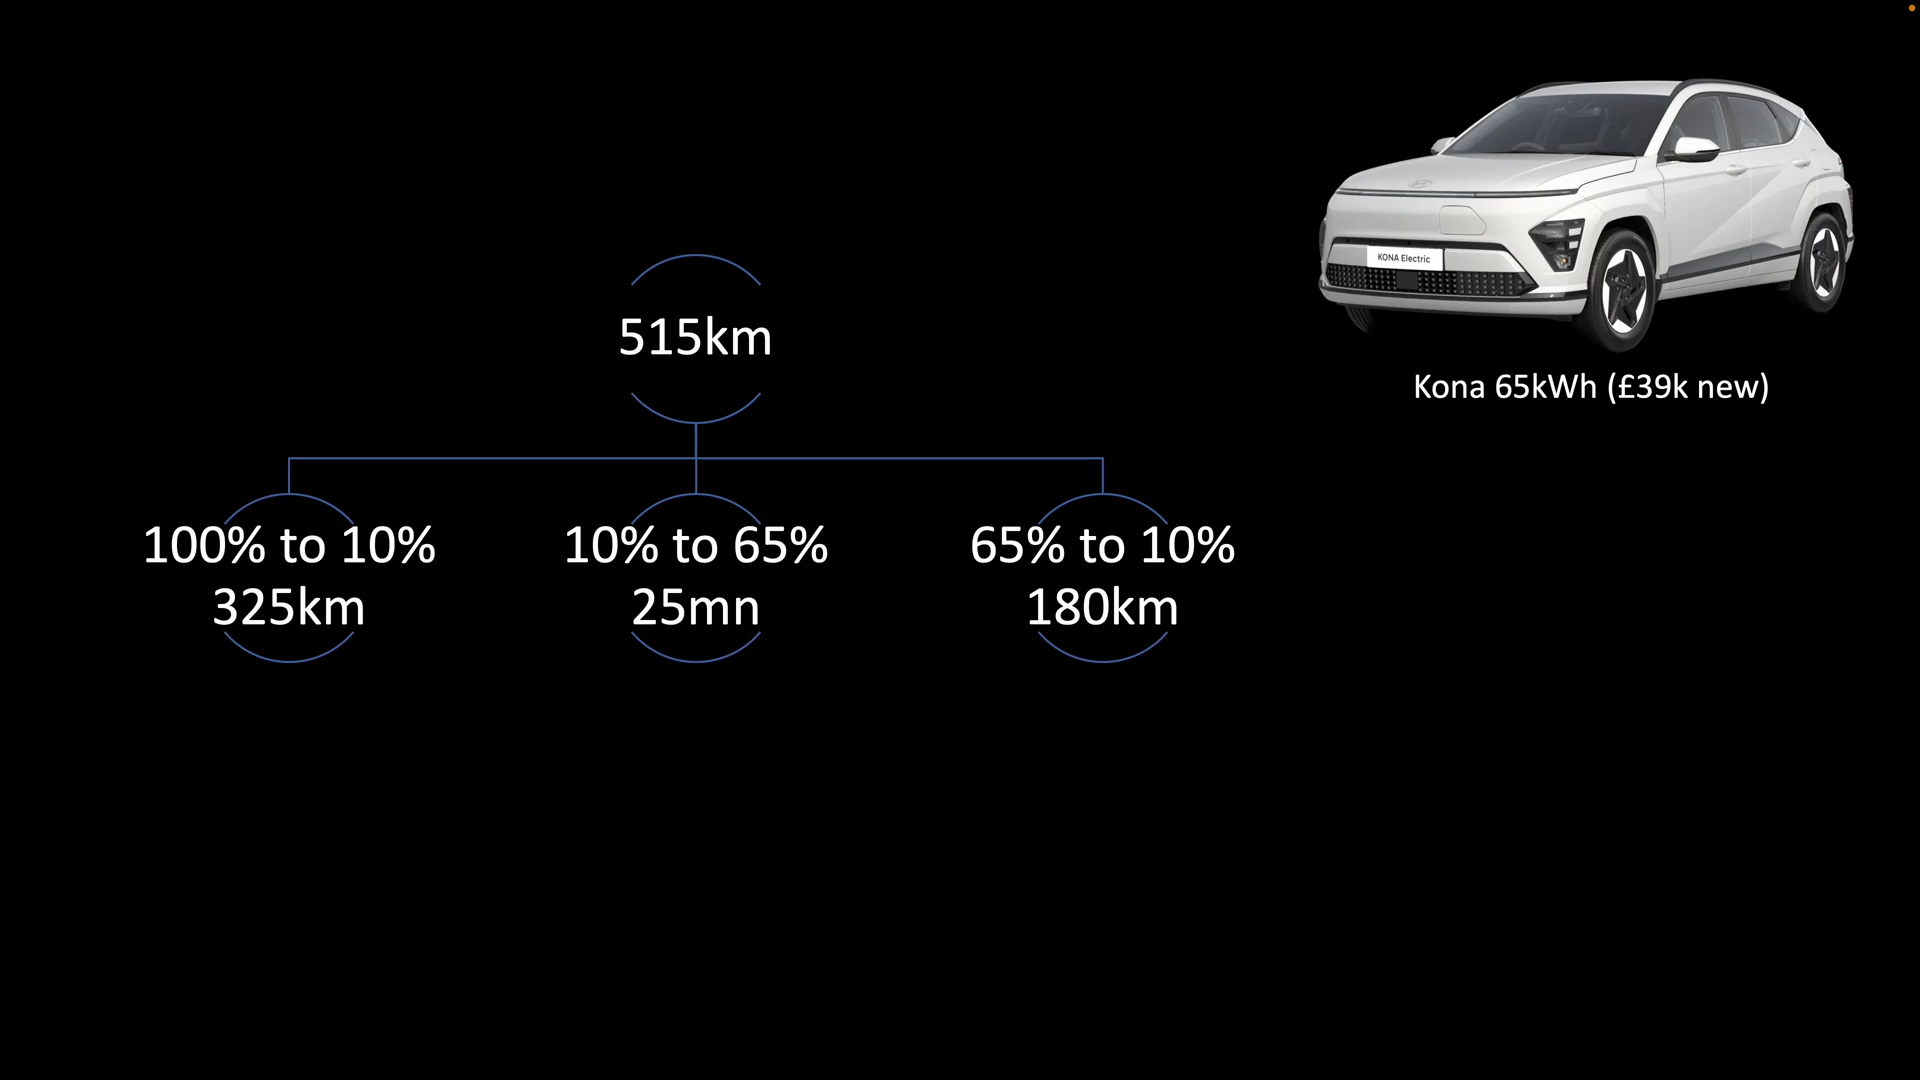 KONA Electric
515km
Kona 65kWh (£39k new)
100% to 10%
325km
10% to 65%
25mn
65% to 10%
180km